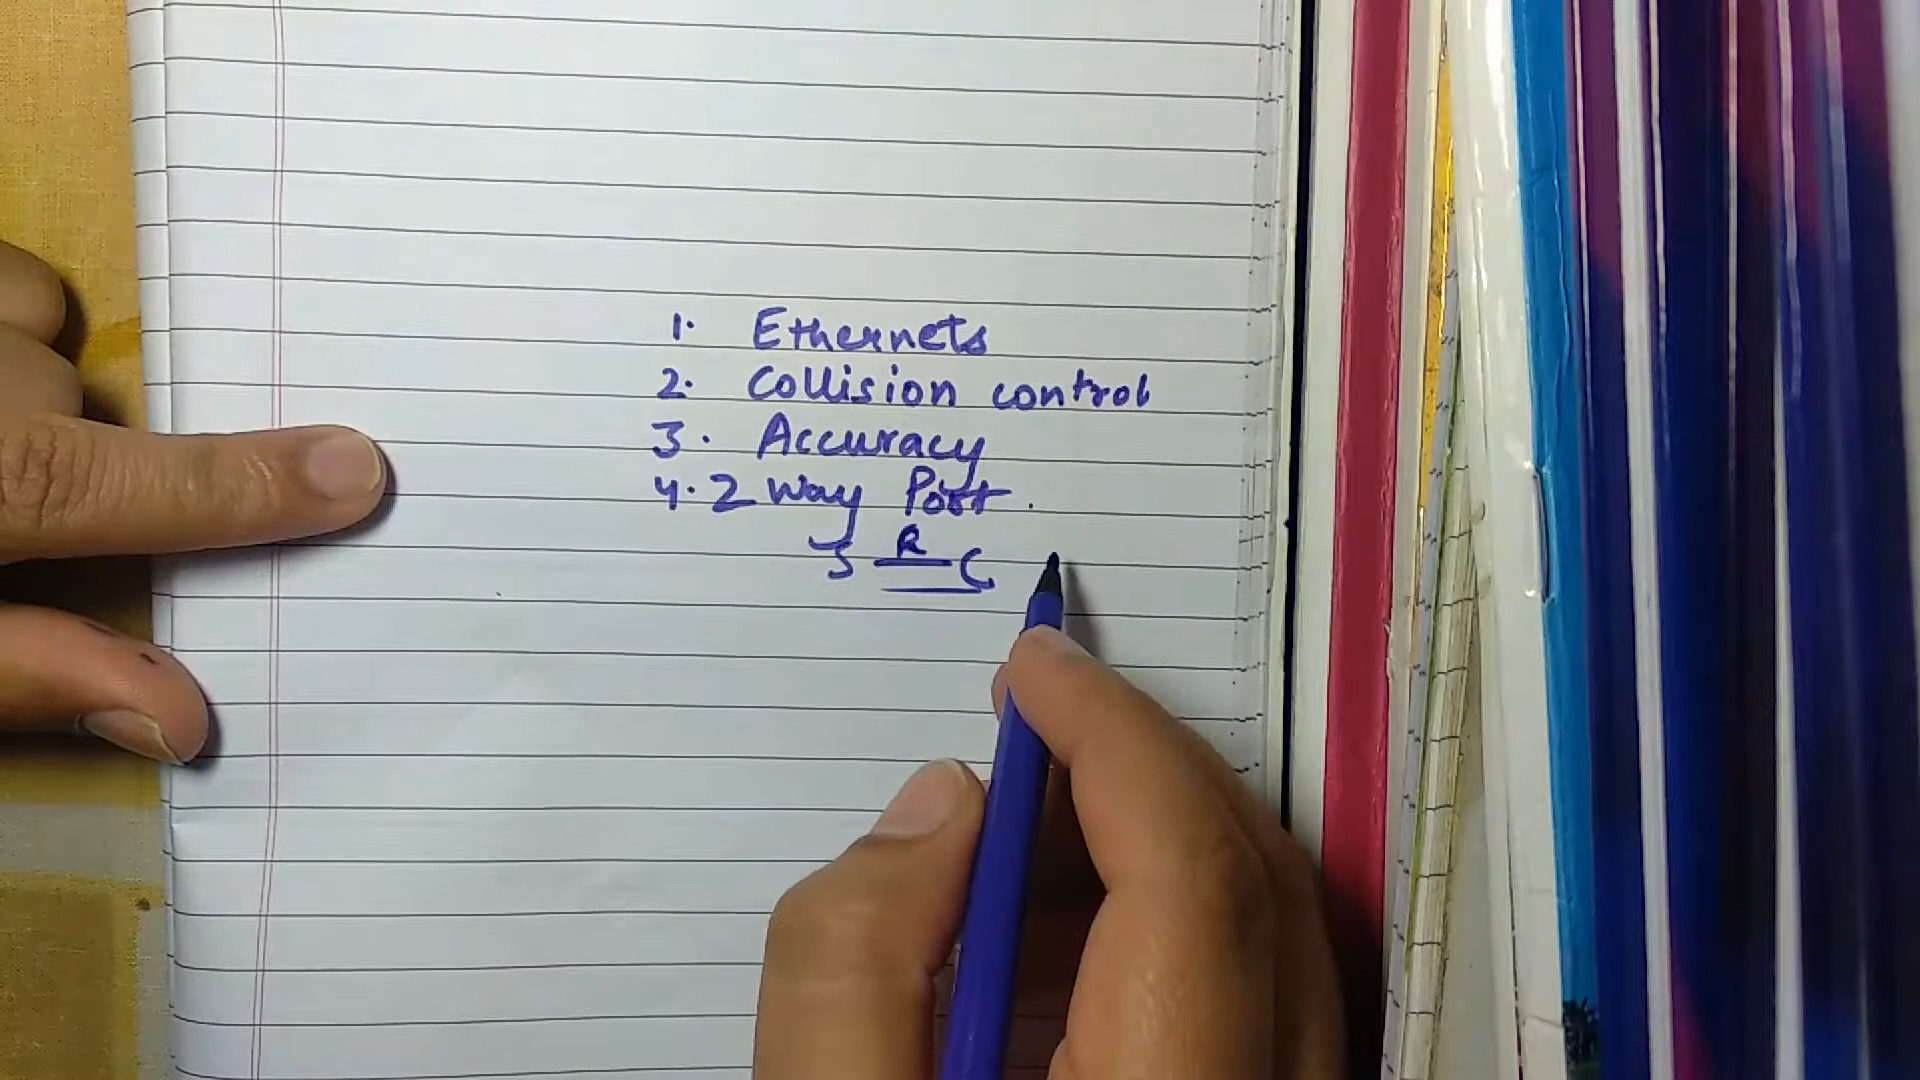 1. Ethernets
2. Collision control
3. Accuracy
4. 2 way Port.
S R C